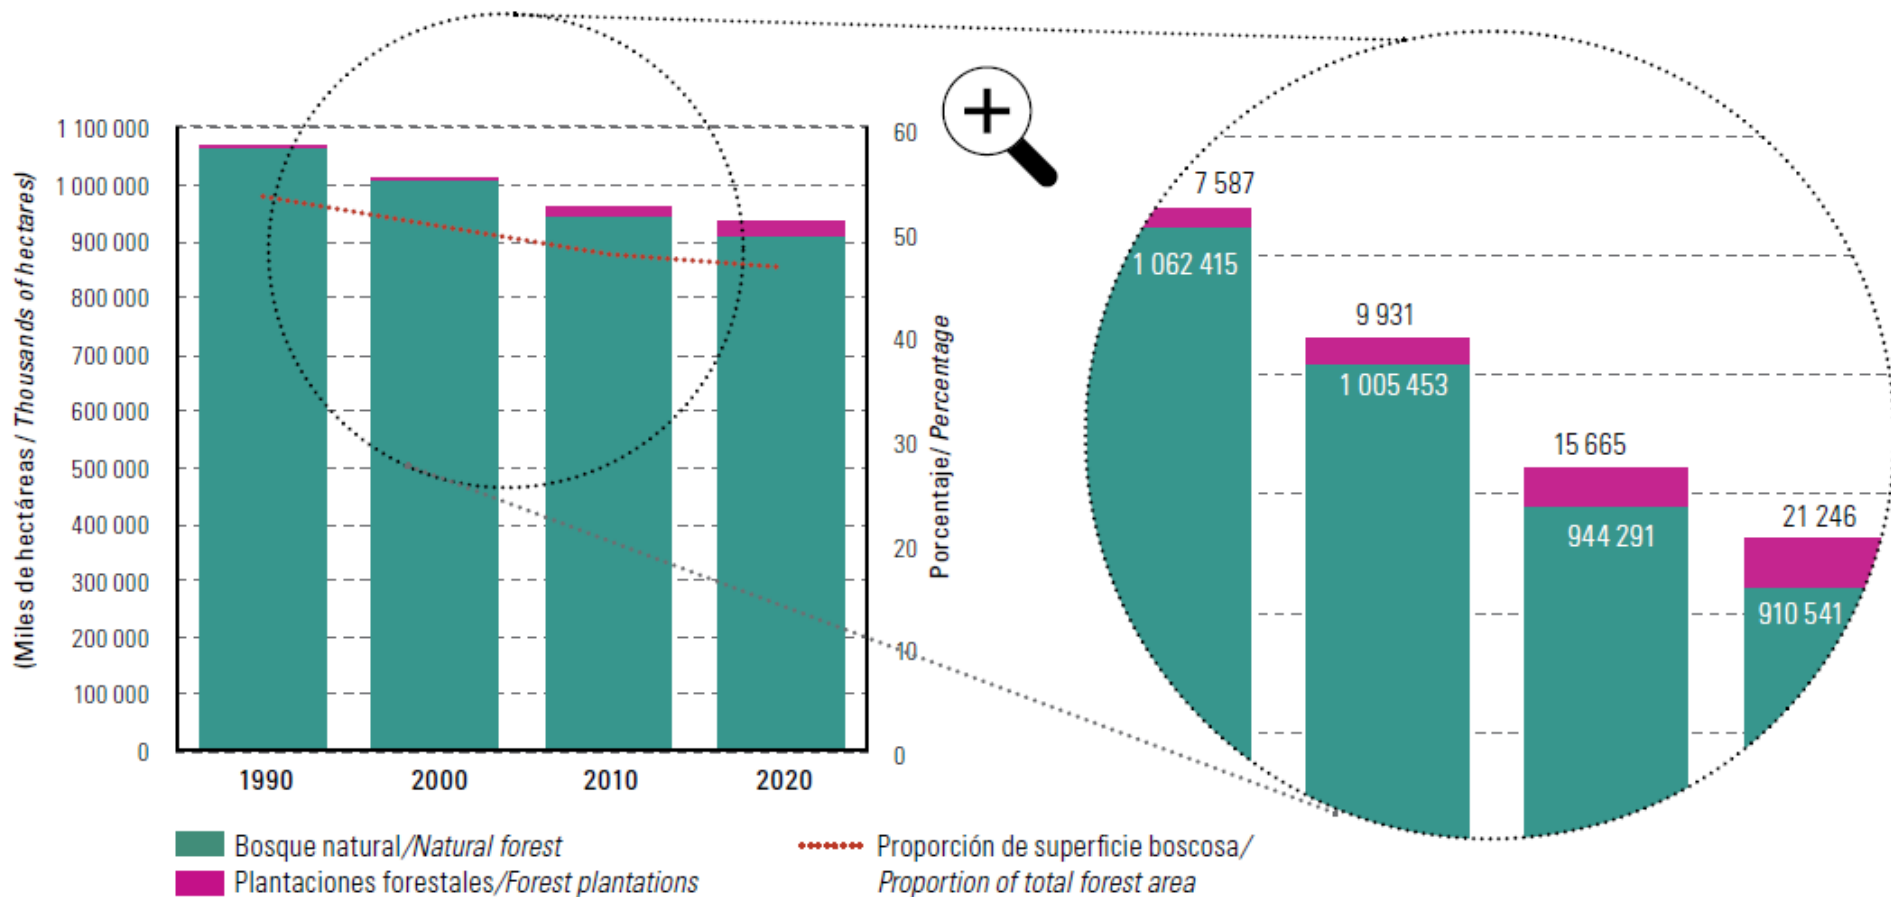 (Miles de hectáreas / Thousands of hectares)
1 100 000
1 000 000
900 000
800 000
700 000
600 000
500 000
400 000
300 000
200 000
100 000
0
60
50
40
30
20
10
0
Porcentaje/ Percentage
1990 2000 2010 2020
7 587
1 062 415
9 931
1 005 453
15 665
944 291
21 246
910 541
Bosque natural/Natural forest
Plantaciones forestales/Forest plantations
Proporción de superficie boscosa/
Proportion of total forest area